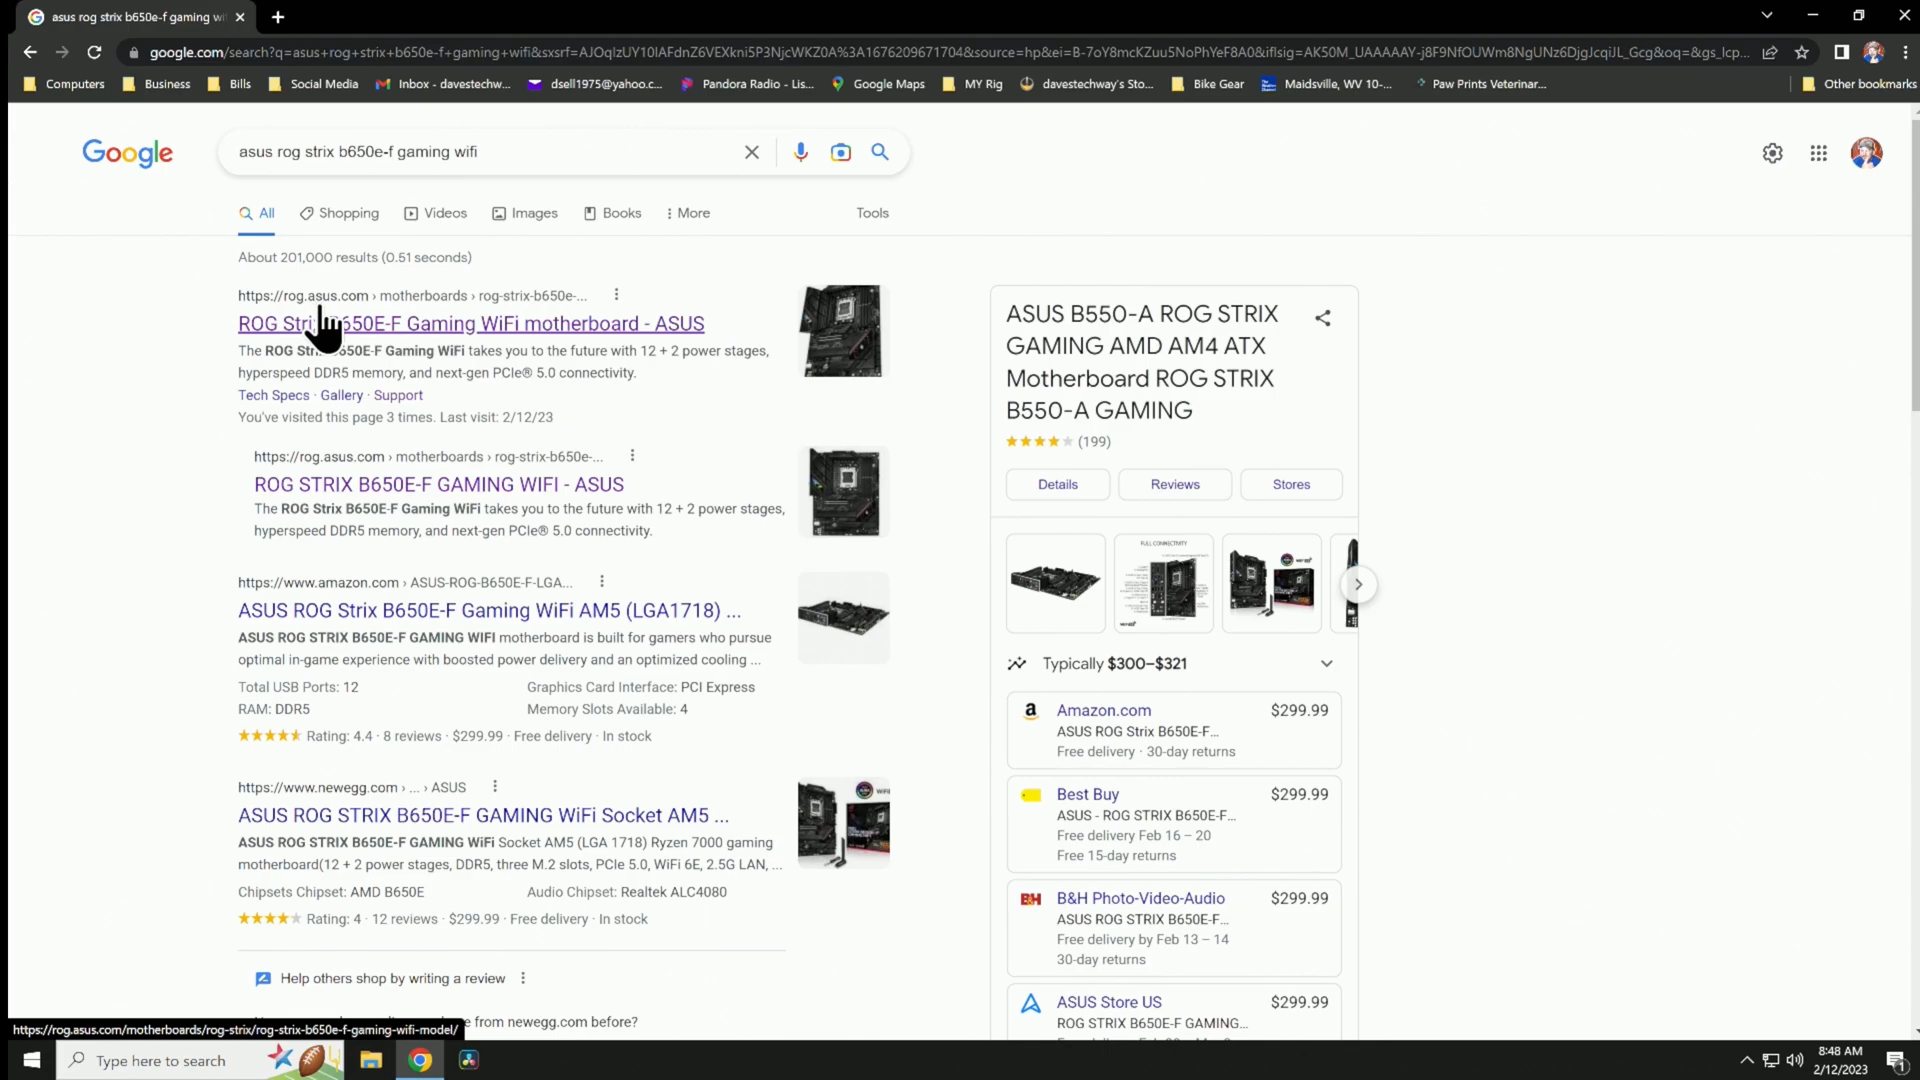 asus rog strix b650e-f gaming wi
google.com/search?q=asus+rog+strix+b650e-f+gaming+wifi&sxsrf=AJOqlzUY10IAFdnZ6VEXkni5P3NjcWKZ0A%3A1676209671704&source=hp&ei=B-7oY8mcKZuu5NoPhYeF8A0&iflsig=AK50M_UAAAAAY-j8F9NfOUWm8NgUNz6DjgJcqiJL_Gcg&oq=&gs_lcp...
Computers Business Bills Social Media Inbox - davestechw... dsell1975@yahoo.c... Pandora Radio - Lis... Google Maps MY Rig davestechway's Sto... Bike Gear Maidsville, WV 10-... Paw Prints Veterinar... Other bookmarks
Google
asus rog strix b650e-f gaming wifi
All Shopping Videos Images Books More Tools
About 201,000 results (0.51 seconds)
https://rog.asus.com › motherboards › rog-strix-b650e-...
ROG Stri B650E-F Gaming WiFi motherboard - ASUS
The ROG Strix B650E-F Gaming WiFi takes you to the future with 12 + 2 power stages,
hyperspeed DDR5 memory, and next-gen PCIe® 5.0 connectivity.
Tech Specs · Gallery · Support
You've visited this page 3 times. Last visit: 2/12/23
https://rog.asus.com › motherboards › rog-strix-b650e-...
ROG STRIX B650E-F GAMING WIFI - ASUS
The ROG Strix B650E-F Gaming WiFi takes you to the future with 12 + 2 power stages,
hyperspeed DDR5 memory, and next-gen PCIe® 5.0 connectivity.
https://www.amazon.com › ASUS-ROG-B650E-F-LGA...
ASUS ROG Strix B650E-F Gaming WiFi AM5 (LGA1718) ...
ASUS ROG STRIX B650E-F GAMING WIFI motherboard is built for gamers who pursue
optimal in-game experience with boosted power delivery and an optimized cooling ...
Total USB Ports: 12 Graphics Card Interface: PCI Express
RAM: DDR5 Memory Slots Available: 4
Rating: 4.4 · 8 reviews · $299.99 · Free delivery · In stock
https://www.newegg.com › ... › ASUS
ASUS ROG STRIX B650E-F GAMING WiFi Socket AM5 ...
ASUS ROG STRIX B650E-F GAMING WiFi Socket AM5 (LGA 1718) Ryzen 7000 gaming
motherboard(12 + 2 power stages, DDR5, three M.2 slots, PCIe 5.0, WiFi 6E, 2.5G LAN, ...
Chipsets Chipset: AMD B650E Audio Chipset: Realtek ALC4080
Rating: 4 · 12 reviews · $299.99 · Free delivery · In stock
Help others shop by writing a review
from newegg.com before?
ASUS B550-A ROG STRIX
GAMING AMD AM4 ATX
Motherboard ROG STRIX
B550-A GAMING
(199)
Details Reviews Stores
FULL CONNECTIVITY
Typically $300–$321
Amazon.com $299.99
ASUS ROG Strix B650E-F...
Free delivery · 30-day returns
Best Buy $299.99
ASUS - ROG STRIX B650E-F...
Free delivery Feb 16 – 20
Free 15-day returns
B&H Photo-Video-Audio $299.99
ASUS ROG STRIX B650E-F...
Free delivery by Feb 13 – 14
30-day returns
ASUS Store US $299.99
ROG STRIX B650E-F GAMING...
https://rog.asus.com/motherboards/rog-strix/rog-strix-b650e-f-gaming-wifi-model/
Type here to search
8:48 AM
2/12/2023